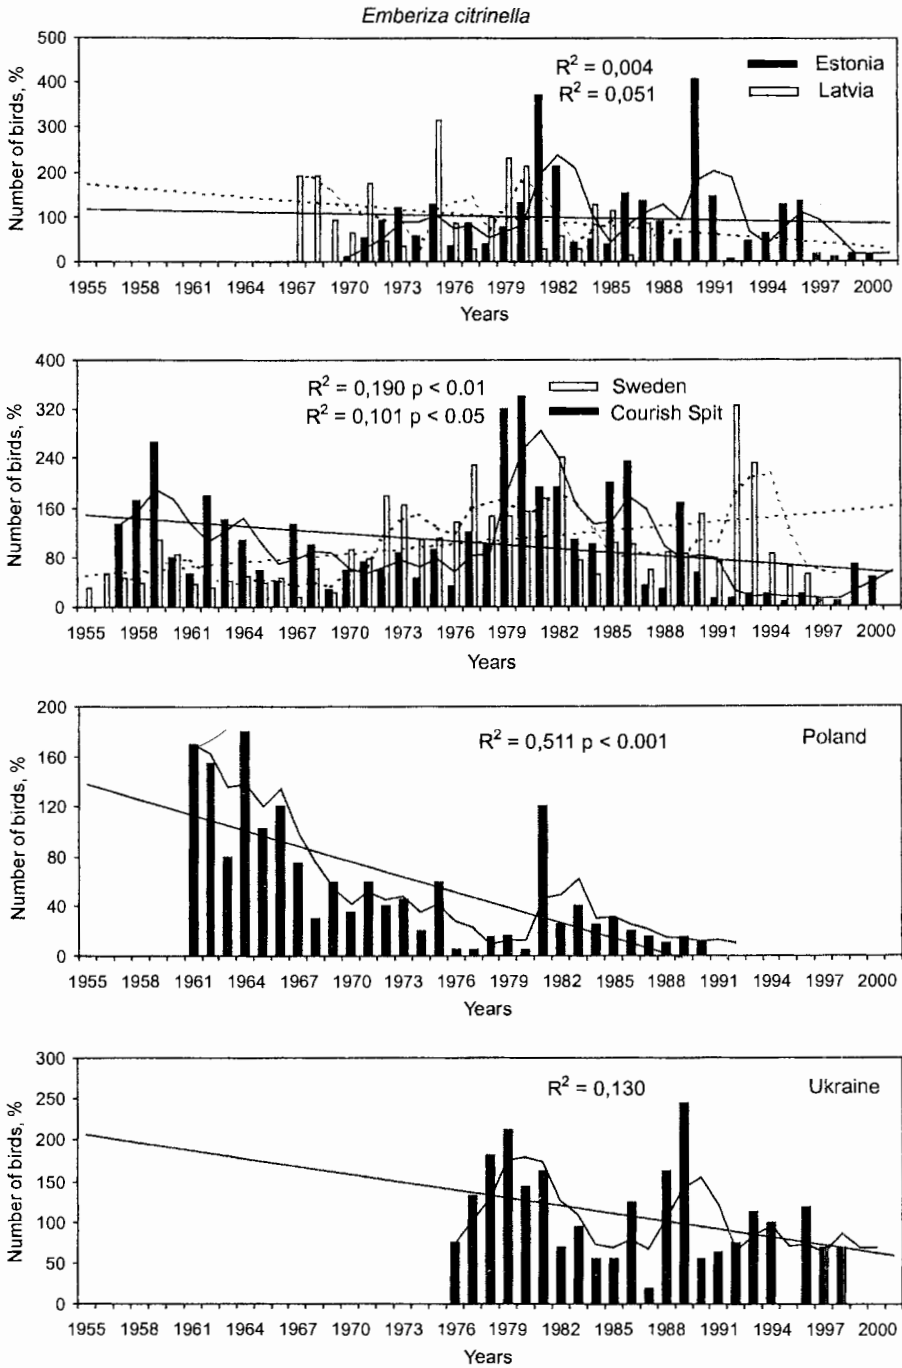 Emberiza citrinella
Number of birds, %
500
400
300
200
100
0
R² = 0,004
R² = 0,051
Estonia
Latvia
1955 1958 1961 1964 1967 1970 1973 1976 1979 1982 1985 1988 1991 1994 1997 2000
Years
Number of birds, %
400
320
240
160
80
0
R² = 0,190 p < 0.01
R² = 0,101 p < 0.05
Sweden
Courish Spit
1955 1958 1961 1964 1967 1970 1973 1976 1979 1982 1985 1988 1991 1994 1997 2000
Years
Number of birds, %
200
160
120
80
40
0
R² = 0,511 p < 0.001
Poland
1955 1958 1961 1964 1967 1970 1973 1976 1979 1982 1985 1988 1991 1994 1997 2000
Years
Number of birds, %
300
250
200
150
100
50
0
R² = 0,130
Ukraine
1955 1958 1961 1964 1967 1970 1973 1976 1979 1982 1985 1988 1991 1994 1997 2000
Years